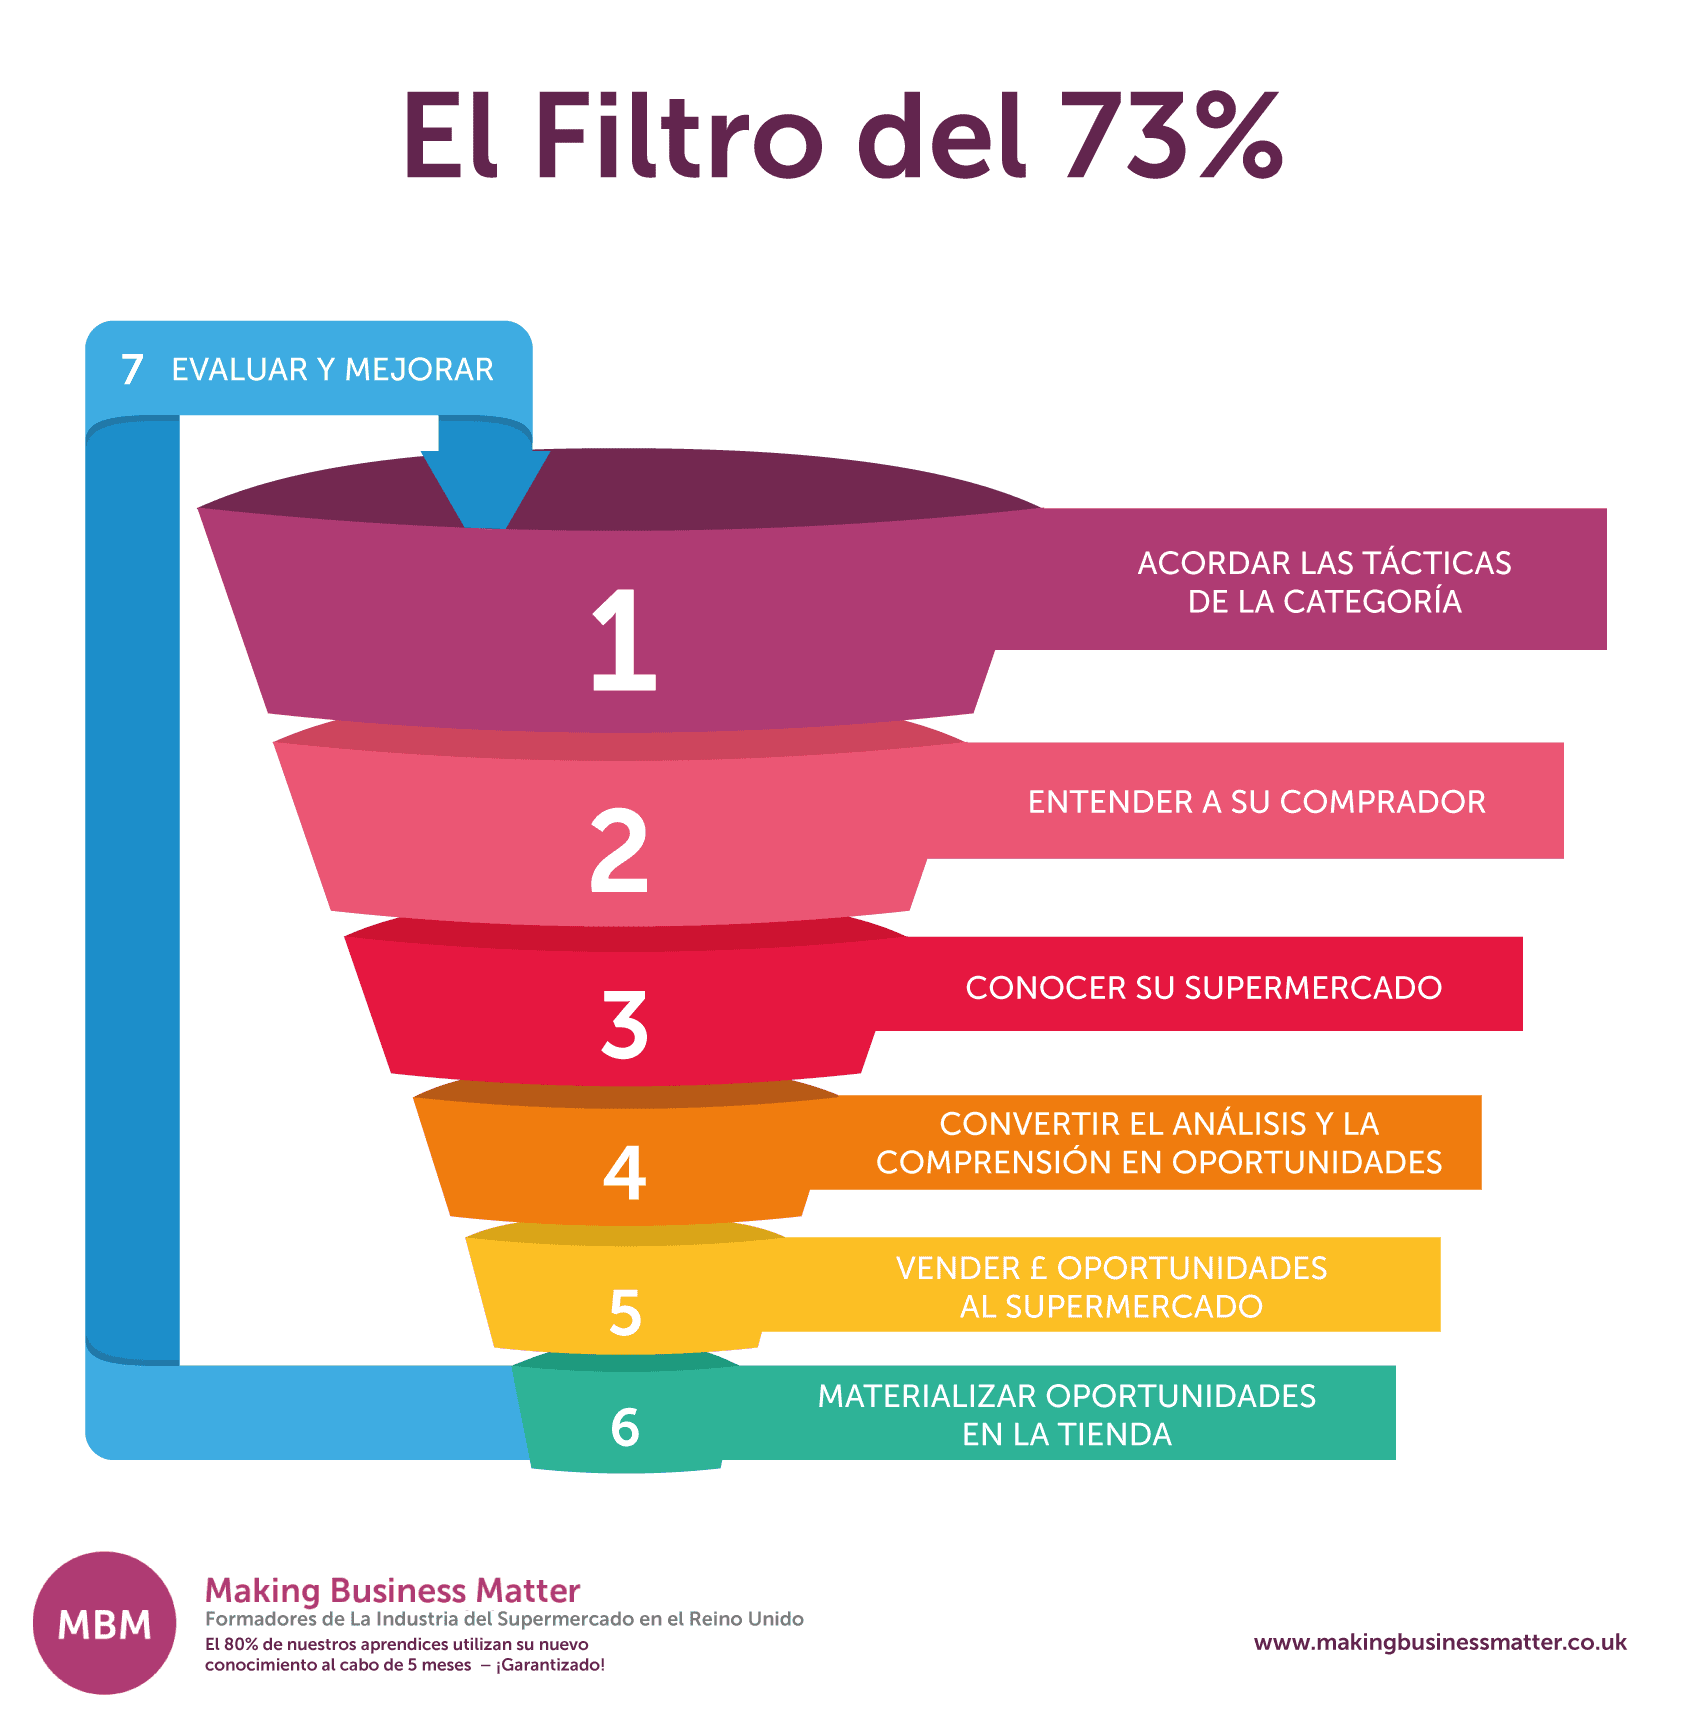 El Filtro del 73%
7 EVALUAR Y MEJORAR
1
ACORDAR LAS TÁCTICAS
DE LA CATEGORÍA
2
ENTENDER A SU COMPRADOR
3
CONOCER SU SUPERMERCADO
4
CONVERTIR EL ANÁLISIS Y LA
COMPRENSIÓN EN OPORTUNIDADES
5
VENDER £ OPORTUNIDADES
AL SUPERMERCADO
6
MATERIALIZAR OPORTUNIDADES
EN LA TIENDA
MBM
Making Business Matter
Formadores de La Industria del Supermercado en el Reino Unido
El 80% de nuestros aprendices utilizan su nuevo
conocimiento al cabo de 5 meses – ¡Garantizado!
www.makingbusinessmatter.co.uk